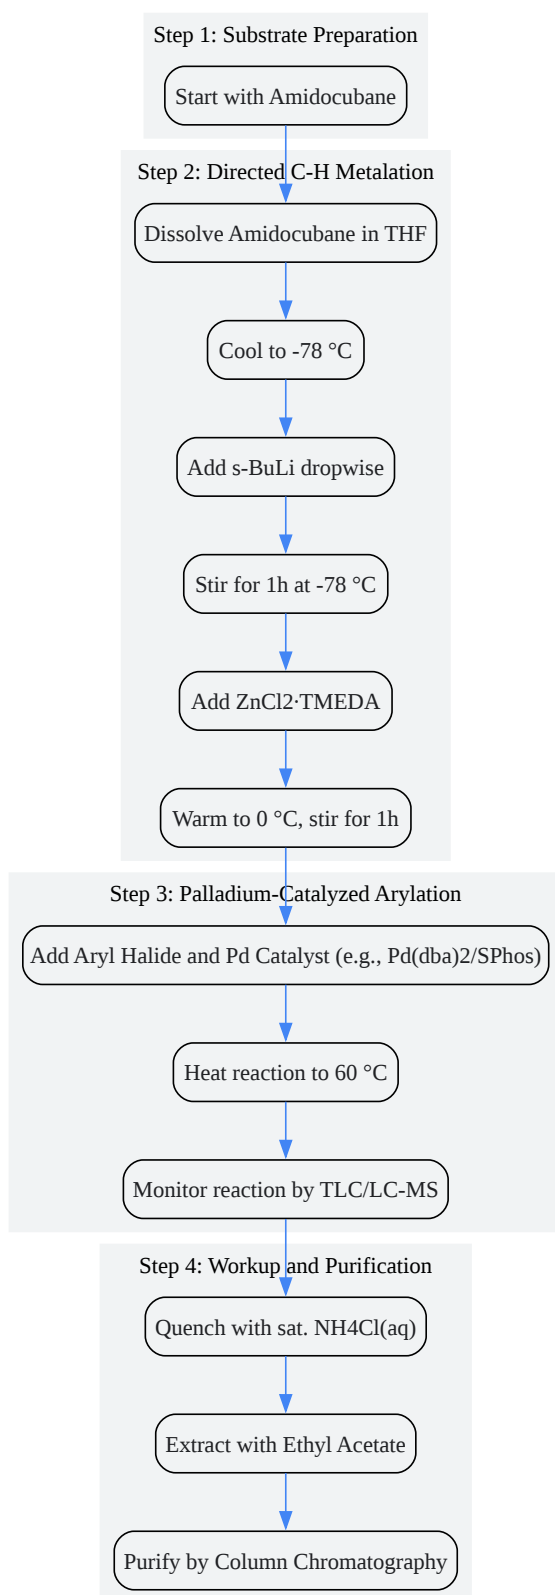 Step 1: Substrate Preparation
Start with Amidocubane
Step 2: Directed C-H Metalation
Dissolve Amidocubane in THF
Cool to -78 °C
Add s-BuLi dropwise
Stir for 1h at -78 °C
Add ZnCl2·TMEDA
Warm to 0 °C, stir for 1h
Step 3: Palladium-Catalyzed Arylation
Add Aryl Halide and Pd Catalyst (e.g., Pd(dba)2/SPhos)
Heat reaction to 60 °C
Monitor reaction by TLC/LC-MS
Step 4: Workup and Purification
Quench with sat. NH4Cl(aq)
Extract with Ethyl Acetate
Purify by Column Chromatography